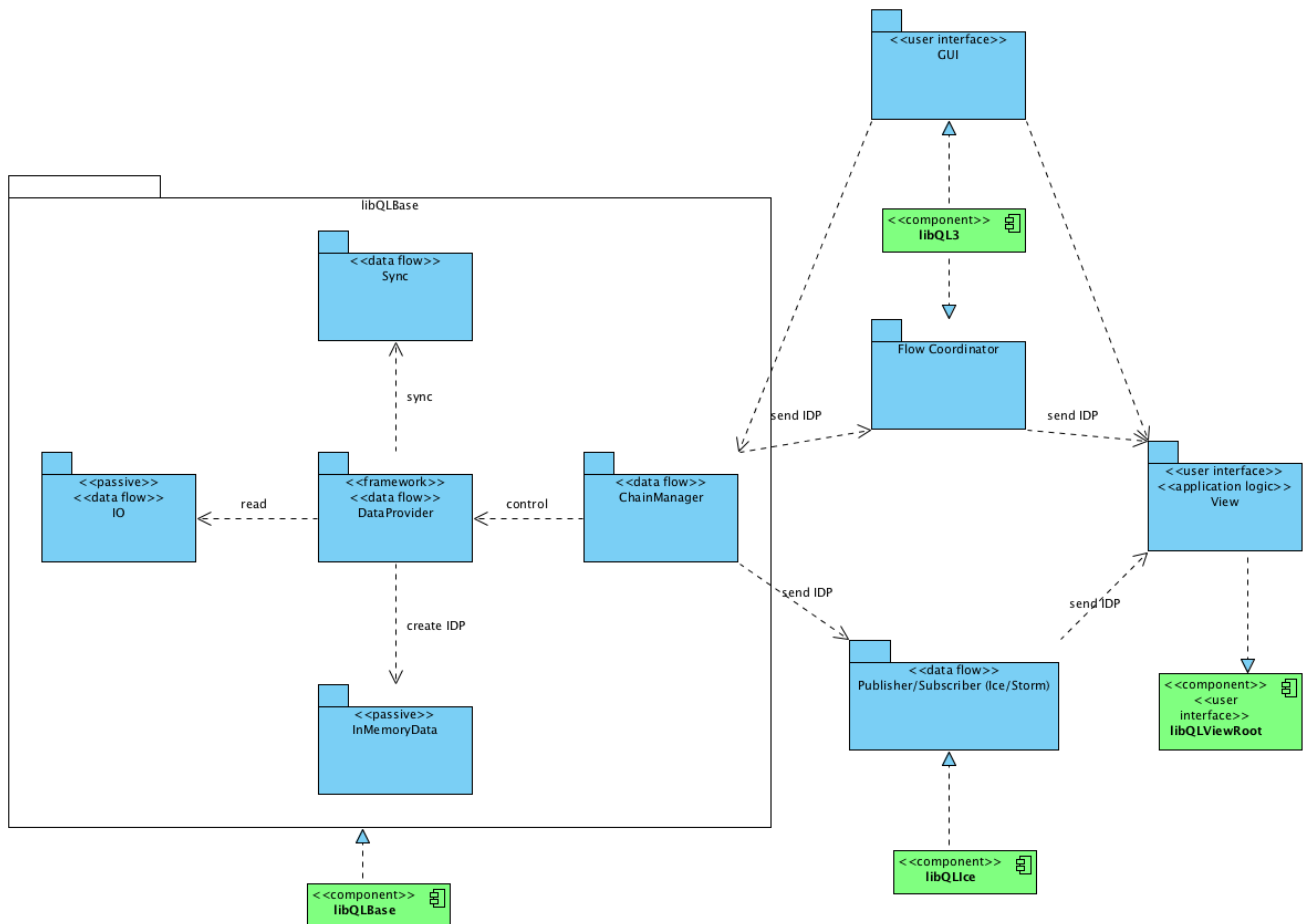 <<user interface>>
GUI
<<component>>
libQL3
libQLBase
<<data flow>>
Sync
sync
Flow Coordinator
send IDP
send IDP
<<passive>>
<<data flow>>
IO
read
<<framework>>
<<data flow>>
DataProvider
control
<<data flow>>
ChainManager
<<user interface>>
<<application logic>>
View
create IDP
send IDP
send IDP
<<passive>>
InMemoryData
<<data flow>>
Publisher/Subscriber (Ice/Storm)
<<component>>
<<user
interface>>
libQLViewRoot
<<component>>
libQLIce
<<component>>
libQLBase